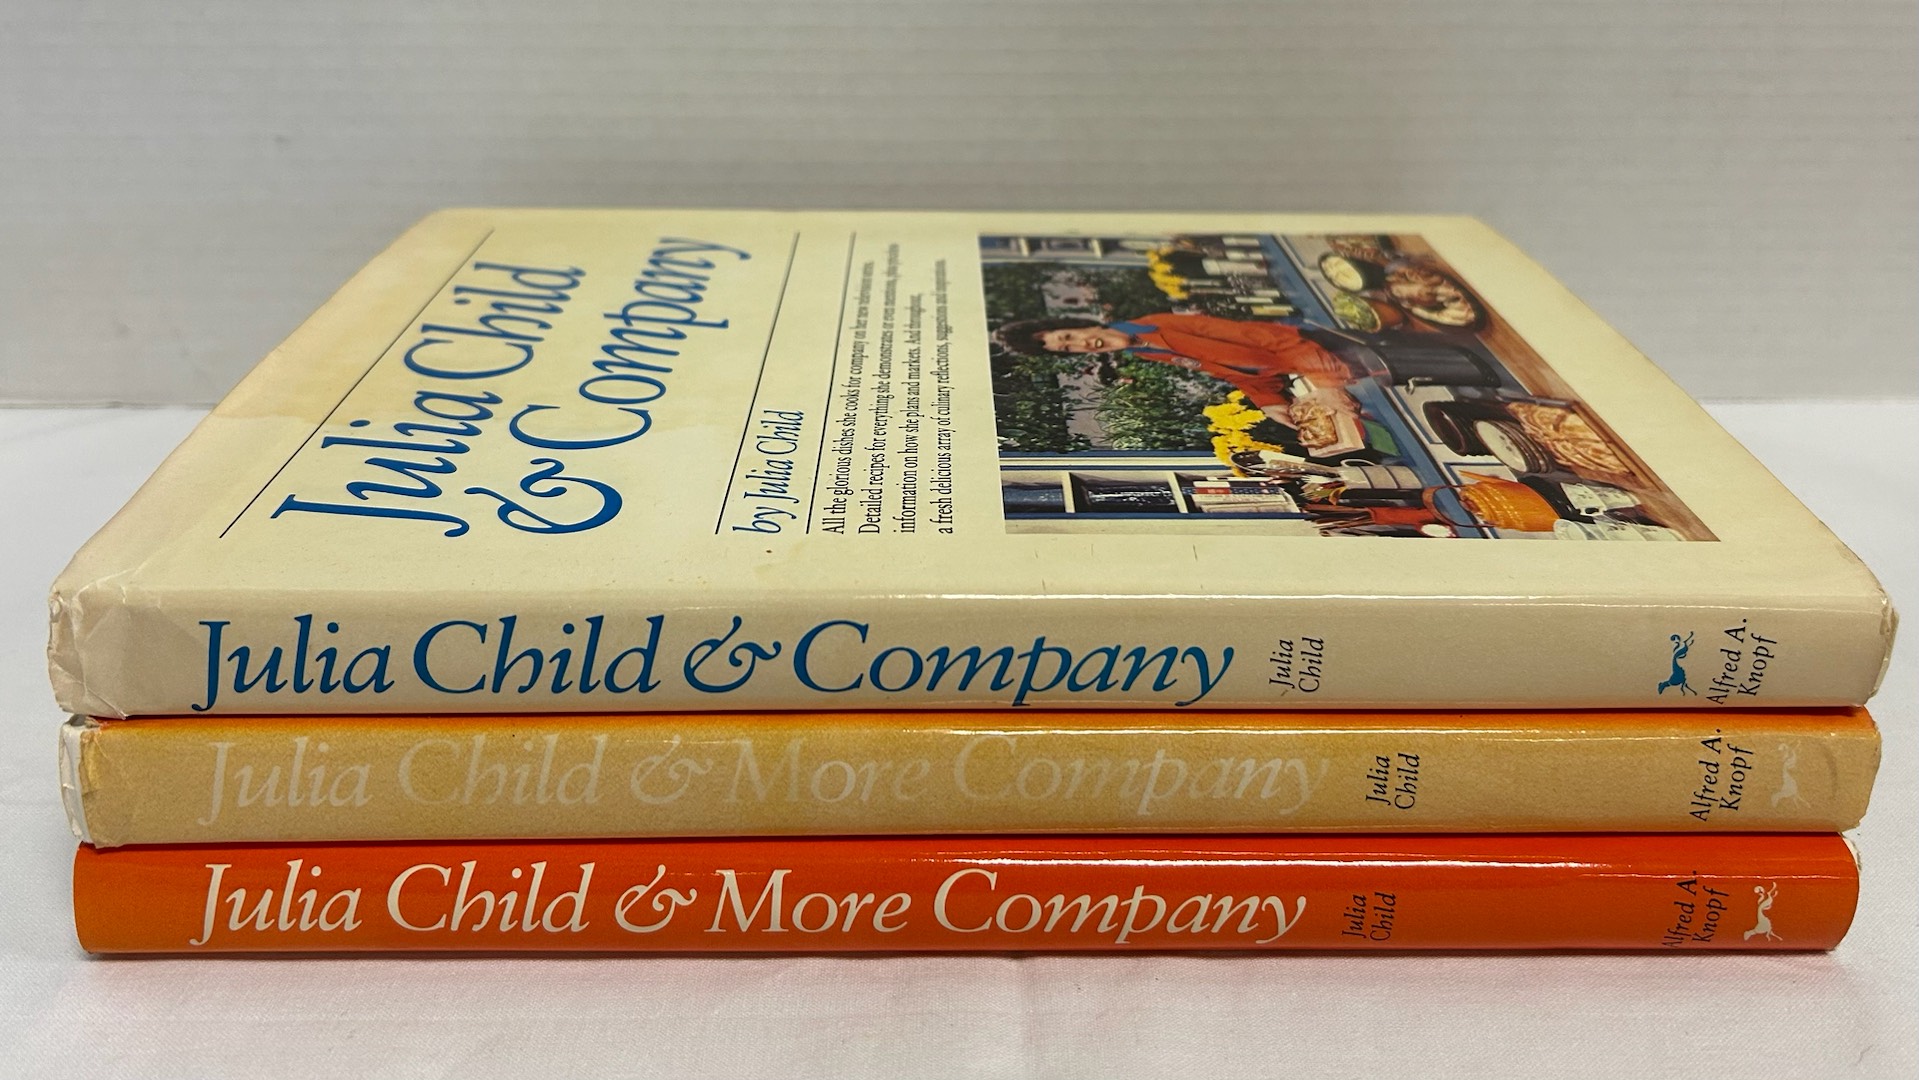 Julia Child
& Company
by Julia Child
All the glorious dishes she cooks for company on her new television series.
Detailed recipes for everything she demonstrates or even mentions, plus precious
information on how she plans and markets. And throughout,
a fresh delicious array of culinary reflections, suggestions and improvisations.
Julia Child & Company
Julia
Child
Alfred A.
Knopf
Julia Child & More Company
Julia
Child
Alfred A.
Knopf
Julia Child & More Company
Julia
Child
Alfred A.
Knopf